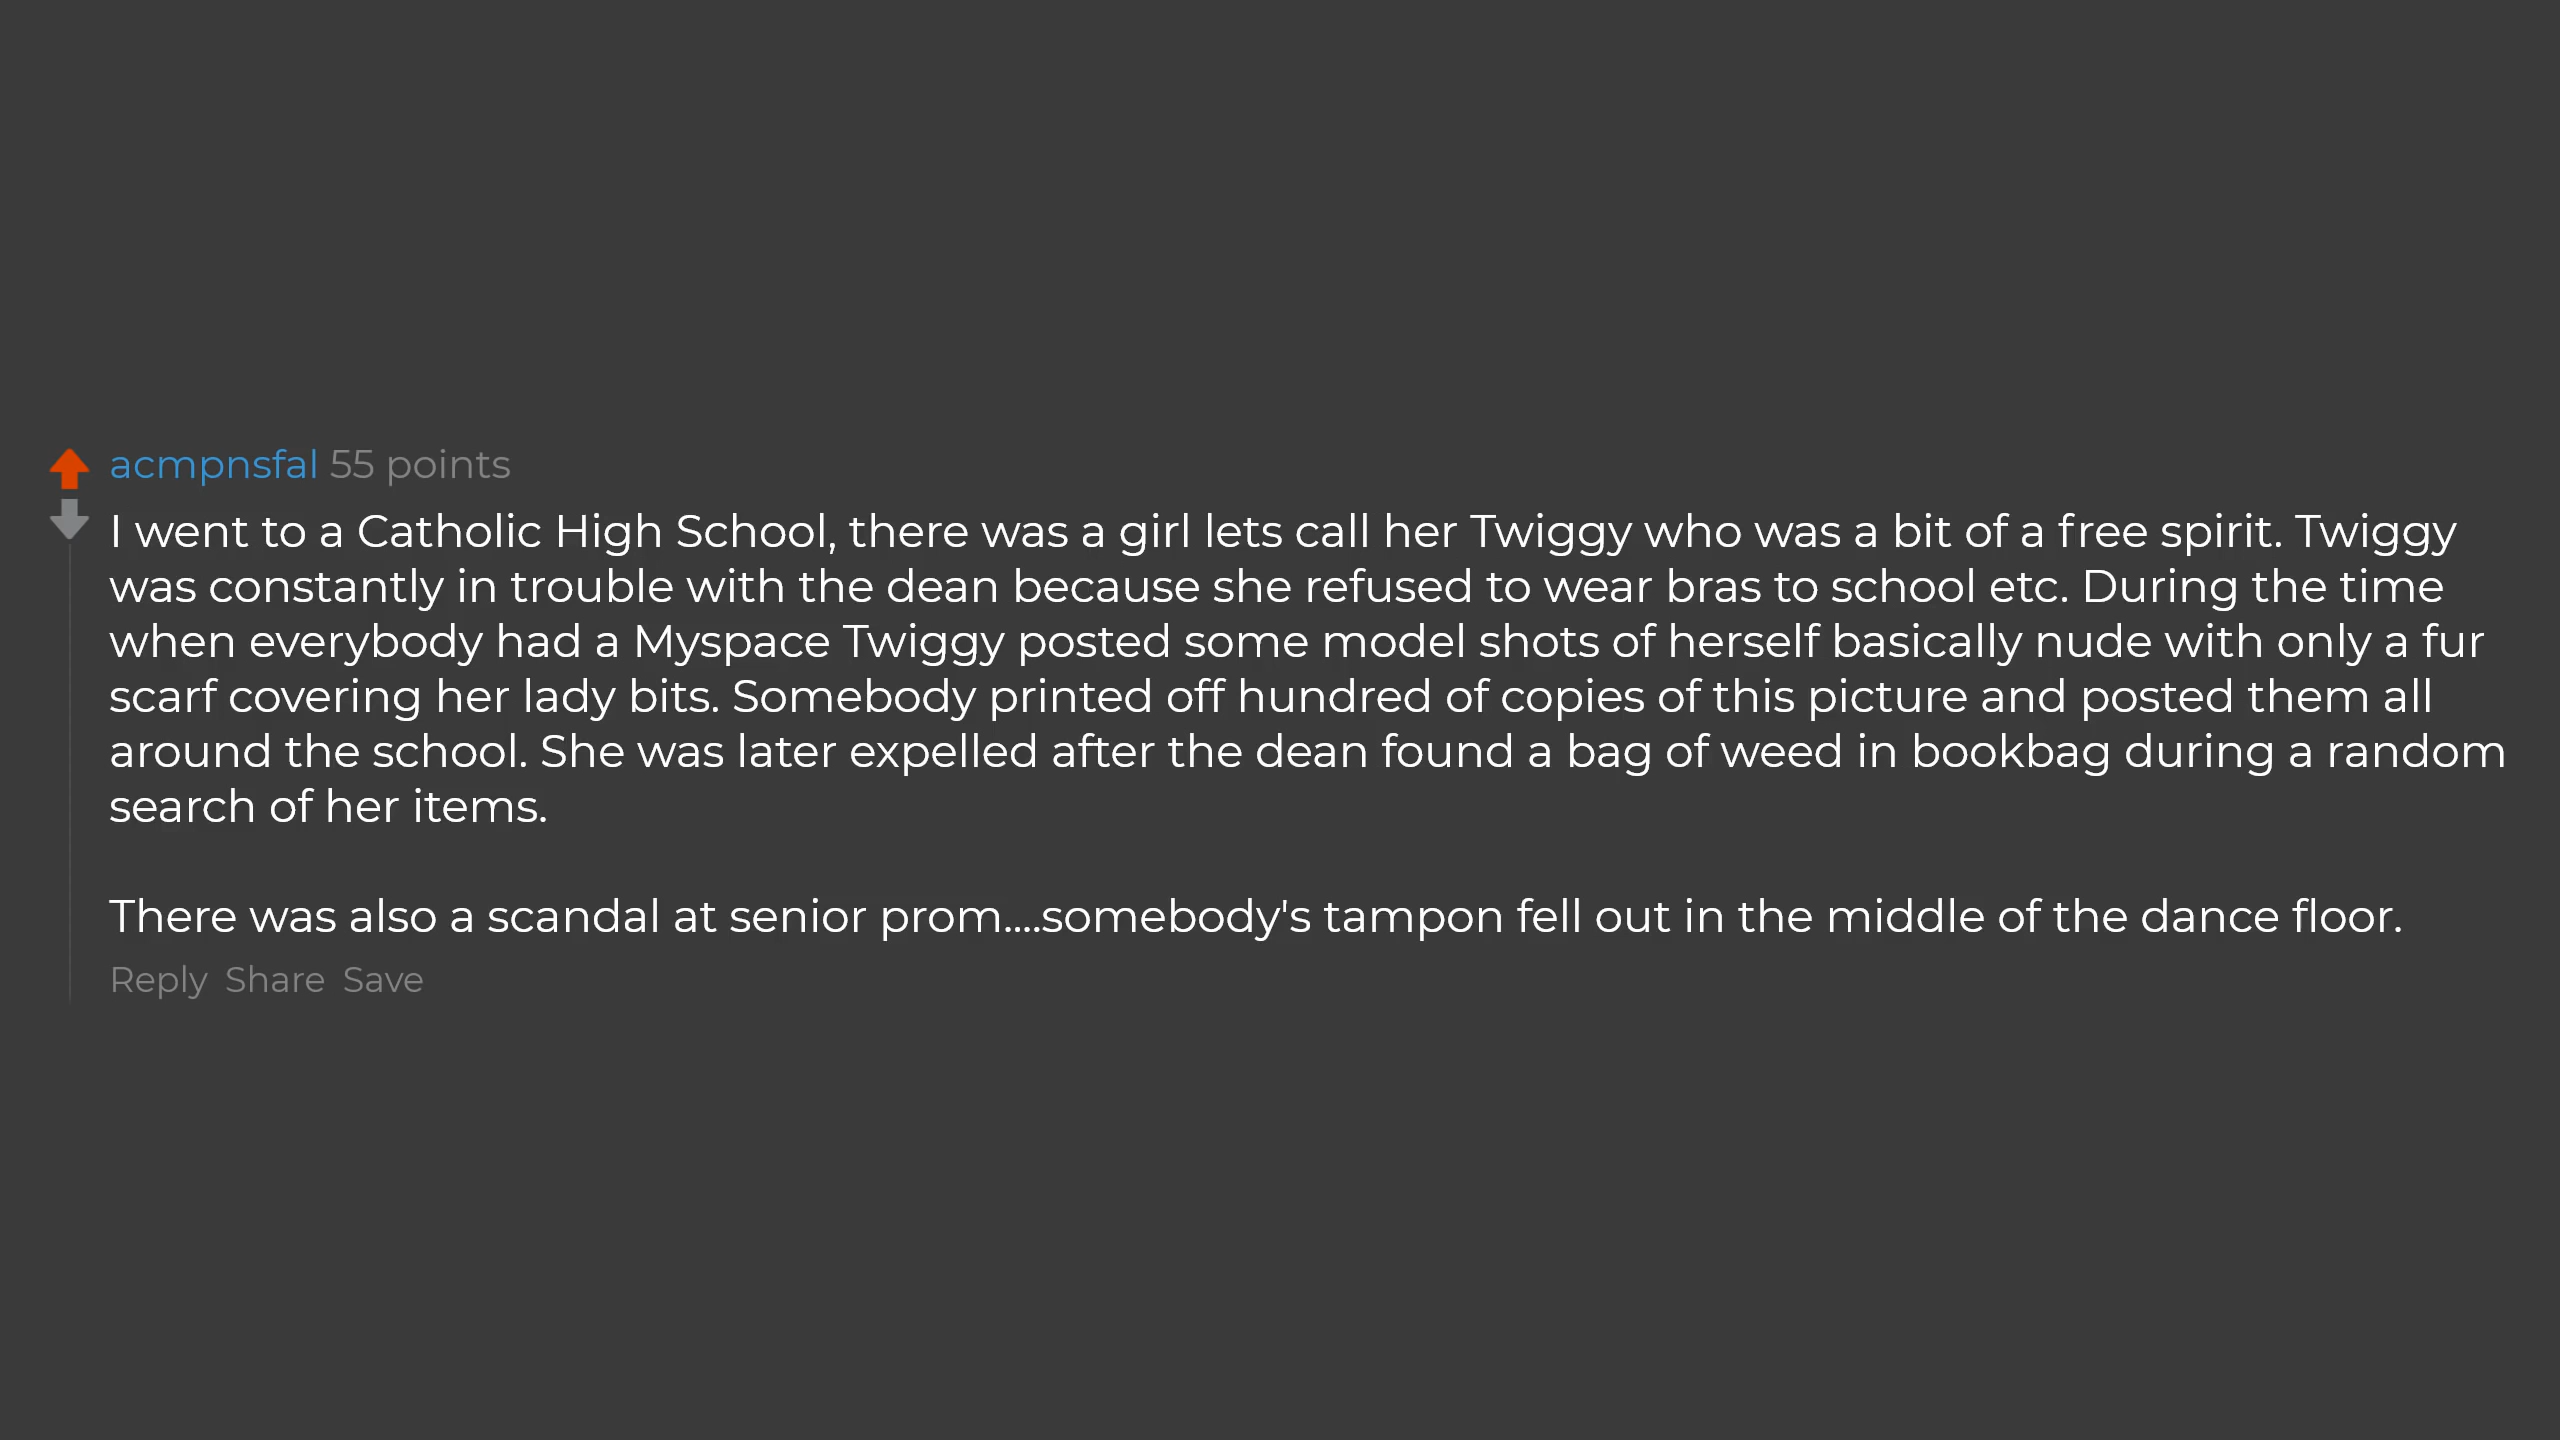 acmpnsfal 55 points
I went to a Catholic High School, there was a girl lets call her Twiggy who was a bit of a free spirit. Twiggy
was constantly in trouble with the dean because she refused to wear bras to school etc. During the time
when everybody had a Myspace Twiggy posted some model shots of herself basically nude with only a fur
scarf covering her lady bits. Somebody printed off hundred of copies of this picture and posted them all
around the school. She was later expelled after the dean found a bag of weed in bookbag during a random
search of her items.
There was also a scandal at senior prom....somebody's tampon fell out in the middle of the dance floor.
Reply Share Save